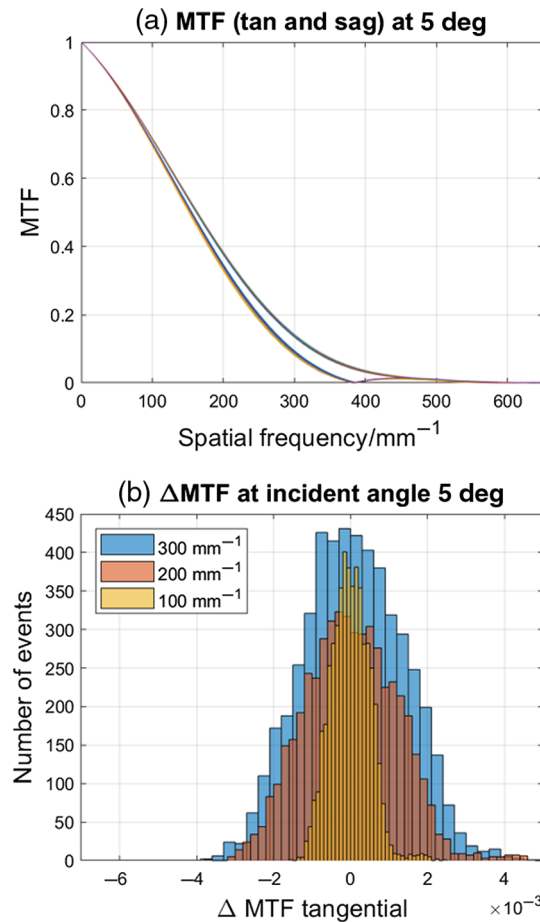 (a) MTF (tan and sag) at 5 deg
1
0.8
0.6
0.4
0.2
0
MTF
0 100 200 300 400 500 600
Spatial frequency/mm⁻¹
(b) ΔMTF at incident angle 5 deg
450
400
350
300
250
200
150
100
50
0
Number of events
300 mm⁻¹
200 mm⁻¹
100 mm⁻¹
−6 −4 −2 0 2 4
×10⁻³
Δ MTF tangential